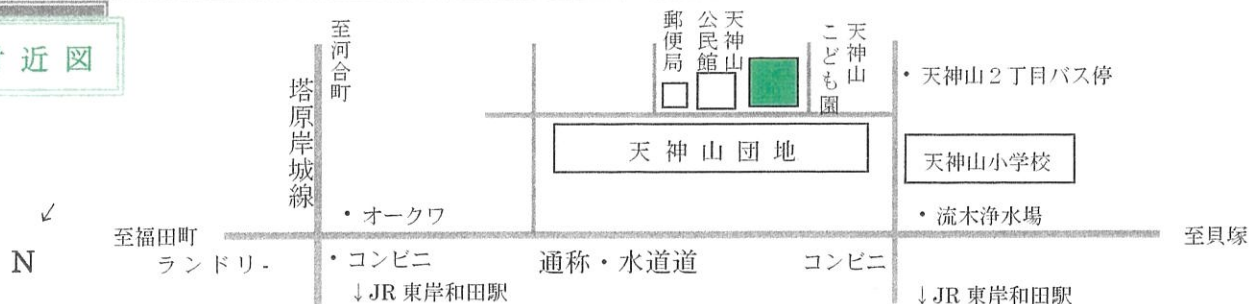 付近図
至河合町
塔原岸城線
郵便局
天神山公民館
天神山こども園
・天神山２丁目バス停
天神山団地
天神山小学校
・オークワ
・流木浄水場
至福田町
至貝塚
N
ランドリ-
・コンビニ
通称・水道道
コンビニ
↓JR 東岸和田駅
↓JR 東岸和田駅